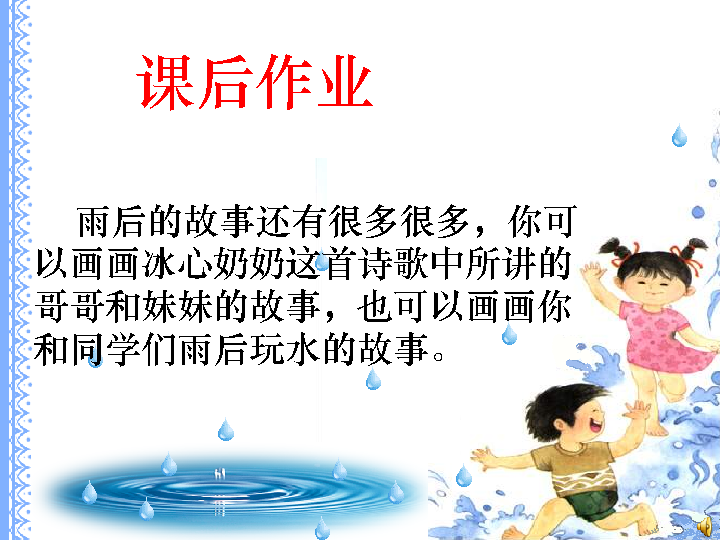 课后作业
雨后的故事还有很多很多，你可
以画画冰心奶奶这首诗歌中所讲的
哥哥和妹妹的故事，也可以画画你
和同学们雨后玩水的故事。